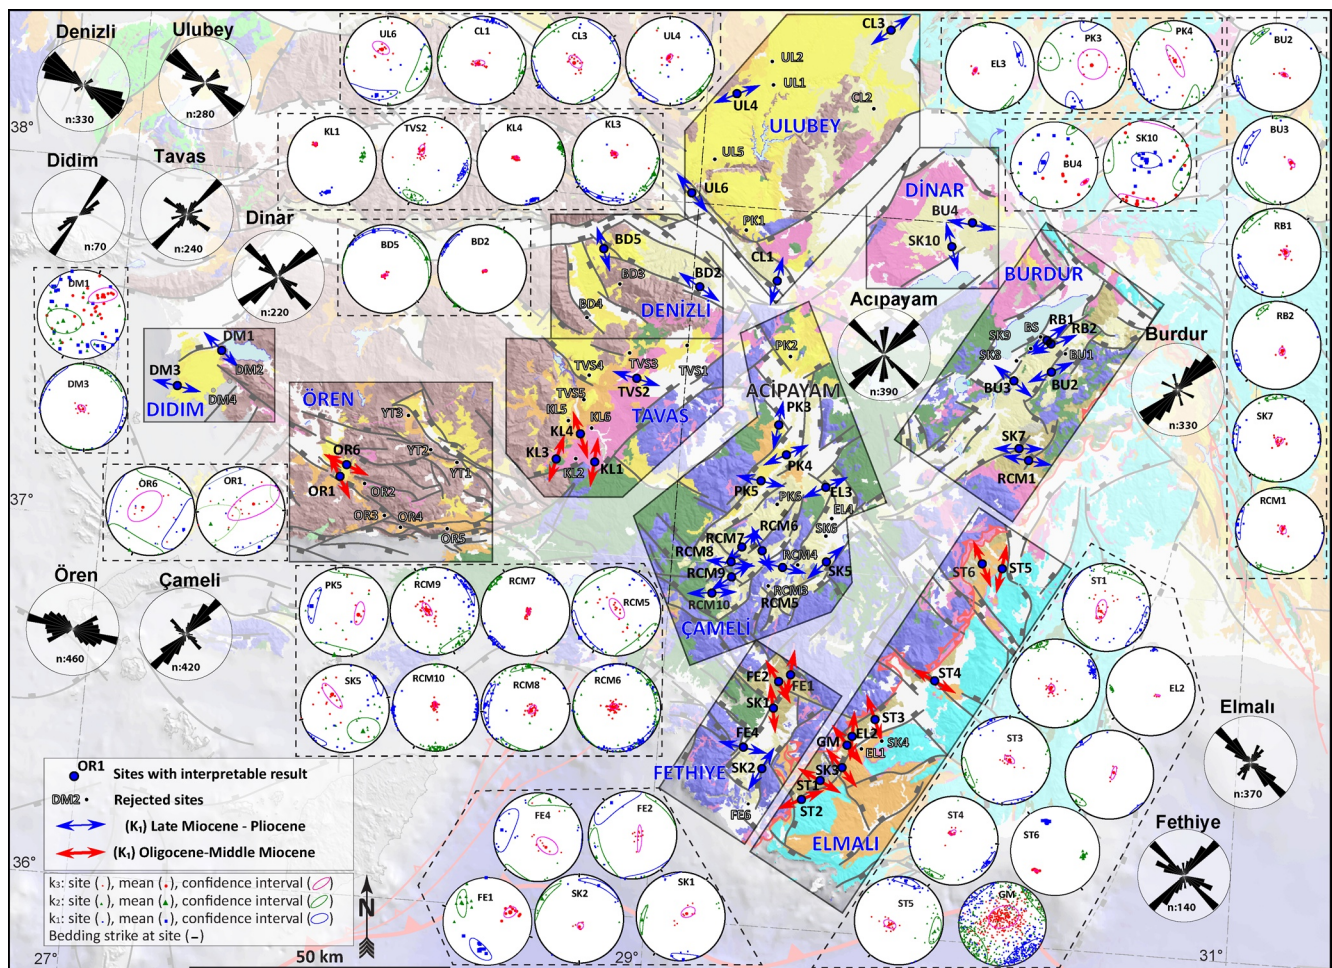 Denizli
n:330
Ulubey
n:280
Didim
n:70
Tavas
n:240
Dinar
n:220
38°
37°
36°
27°
29°
31°
UL6
CL1
CL3
UL4
KL1
TVS2
KL4
KL3
BD5
BD2
DM1
DM3
OR6
OR1
EL3
PK3
PK4
BU4
SK10
BU2
BU3
RB1
RB2
SK7
RCM1
CL3
UL2
UL1
UL4
CL2
ULUBEY
UL5
UL6
PK1
CL1
DİNAR
BU4
SK10
BD5
BD3
BD2
BD4
DENİZLİ
BURDUR
RB1
BS
RB2
SK9
SK8
BU1
BU3
BU2
SK7
RCM1
Acıpayam
n:390
Burdur
n:330
DM1
DM3
DM2
DM4
DIDIM
ÖREN
YT3
YT2
YT1
OR6
OR1
OR2
OR3
OR4
OR5
TVS4
TVS3
TVS1
TVS2
TVS5
TAVAS
KL5
KL6
KL4
KL3
KL2
KL1
PK2
ACİPAYAM
PK3
PK4
PK5
PK6
EL3
EL4
SK6
RCM6
RCM7
RCM8
RCM4
RCM9
SK5
RCM3
RCM10
RCM5
ÇAMELİ
Ören
n:460
Çameli
n:420
PK5
RCM9
RCM7
RCM5
SK5
RCM10
RCM8
RCM6
ST6
ST5
ST4
FE2
FE1
SK1
FE4
SK2
FETHIYE
FE6
ST3
GM
EL2
SK4
EL1
SK3
ST1
ST2
ELMALI
ST1
EL2
ST3
ST4
ST6
ST5
GM
Elmalı
n:370
Fethiye
n:140
FE4
FE2
FE1
SK2
SK1
OR1 Sites with interpretable result
DM2 Rejected sites
(K₁) Late Miocene - Pliocene
(K₁) Oligocene-Middle Miocene
k₃: site (.), mean (.), confidence interval ( )
k₂: site (.), mean (▲), confidence interval ( )
k₁: site (.), mean (▪), confidence interval ( )
Bedding strike at site (–)
N
50 km